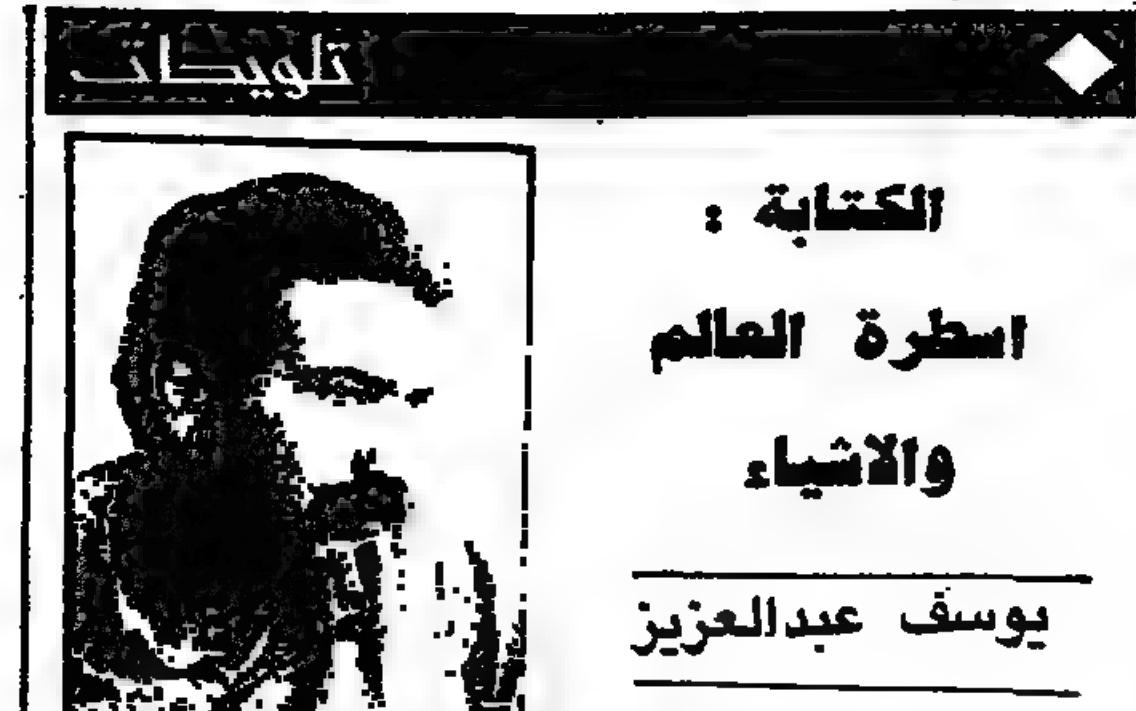 تلويحات
الكتابة :
اسطرة العالم
والاشياء
يوسف عبدالعزيز